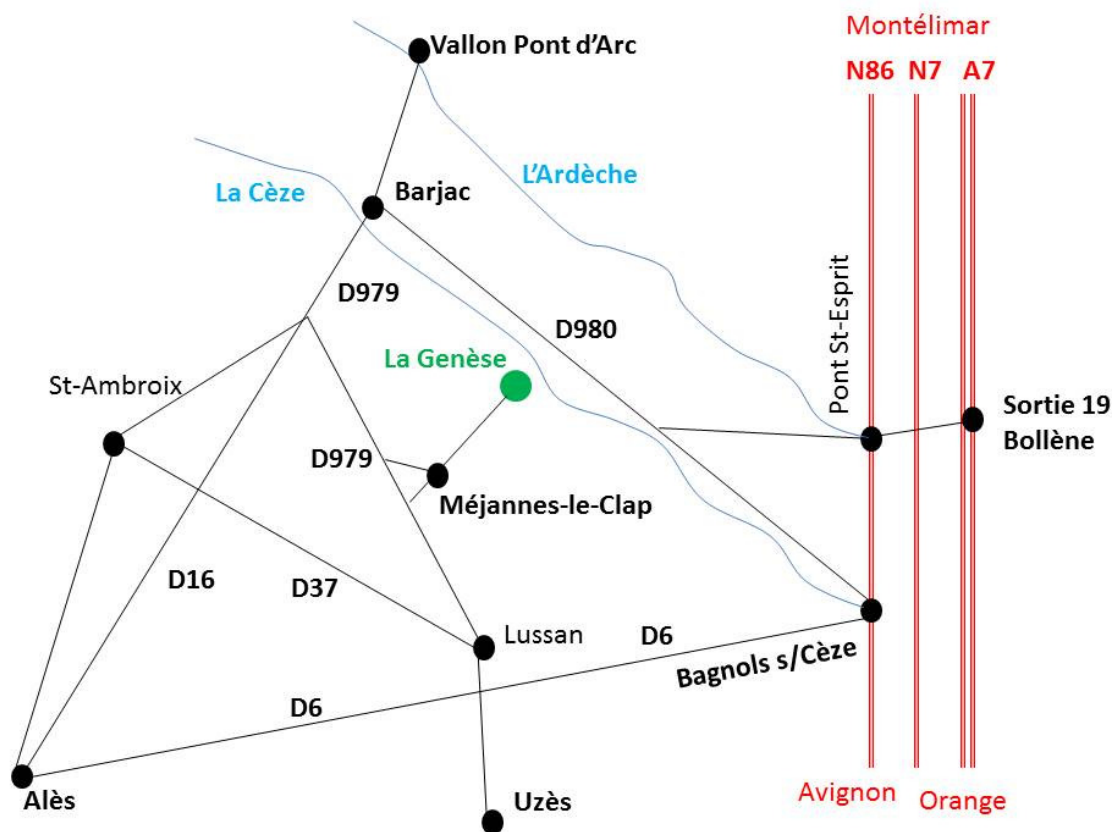 Montélimar
Vallon Pont d'Arc
N86 N7 A7
La Cèze
Barjac
L'Ardèche
D979
D980
Pont St-Esprit
La Genèse
St-Ambroix
Sortie 19
Bollène
D979
Méjannes-le-Clap
D16
D37
Lussan
D6
Bagnols s/Cèze
D6
Alès
Uzès
Avignon
Orange